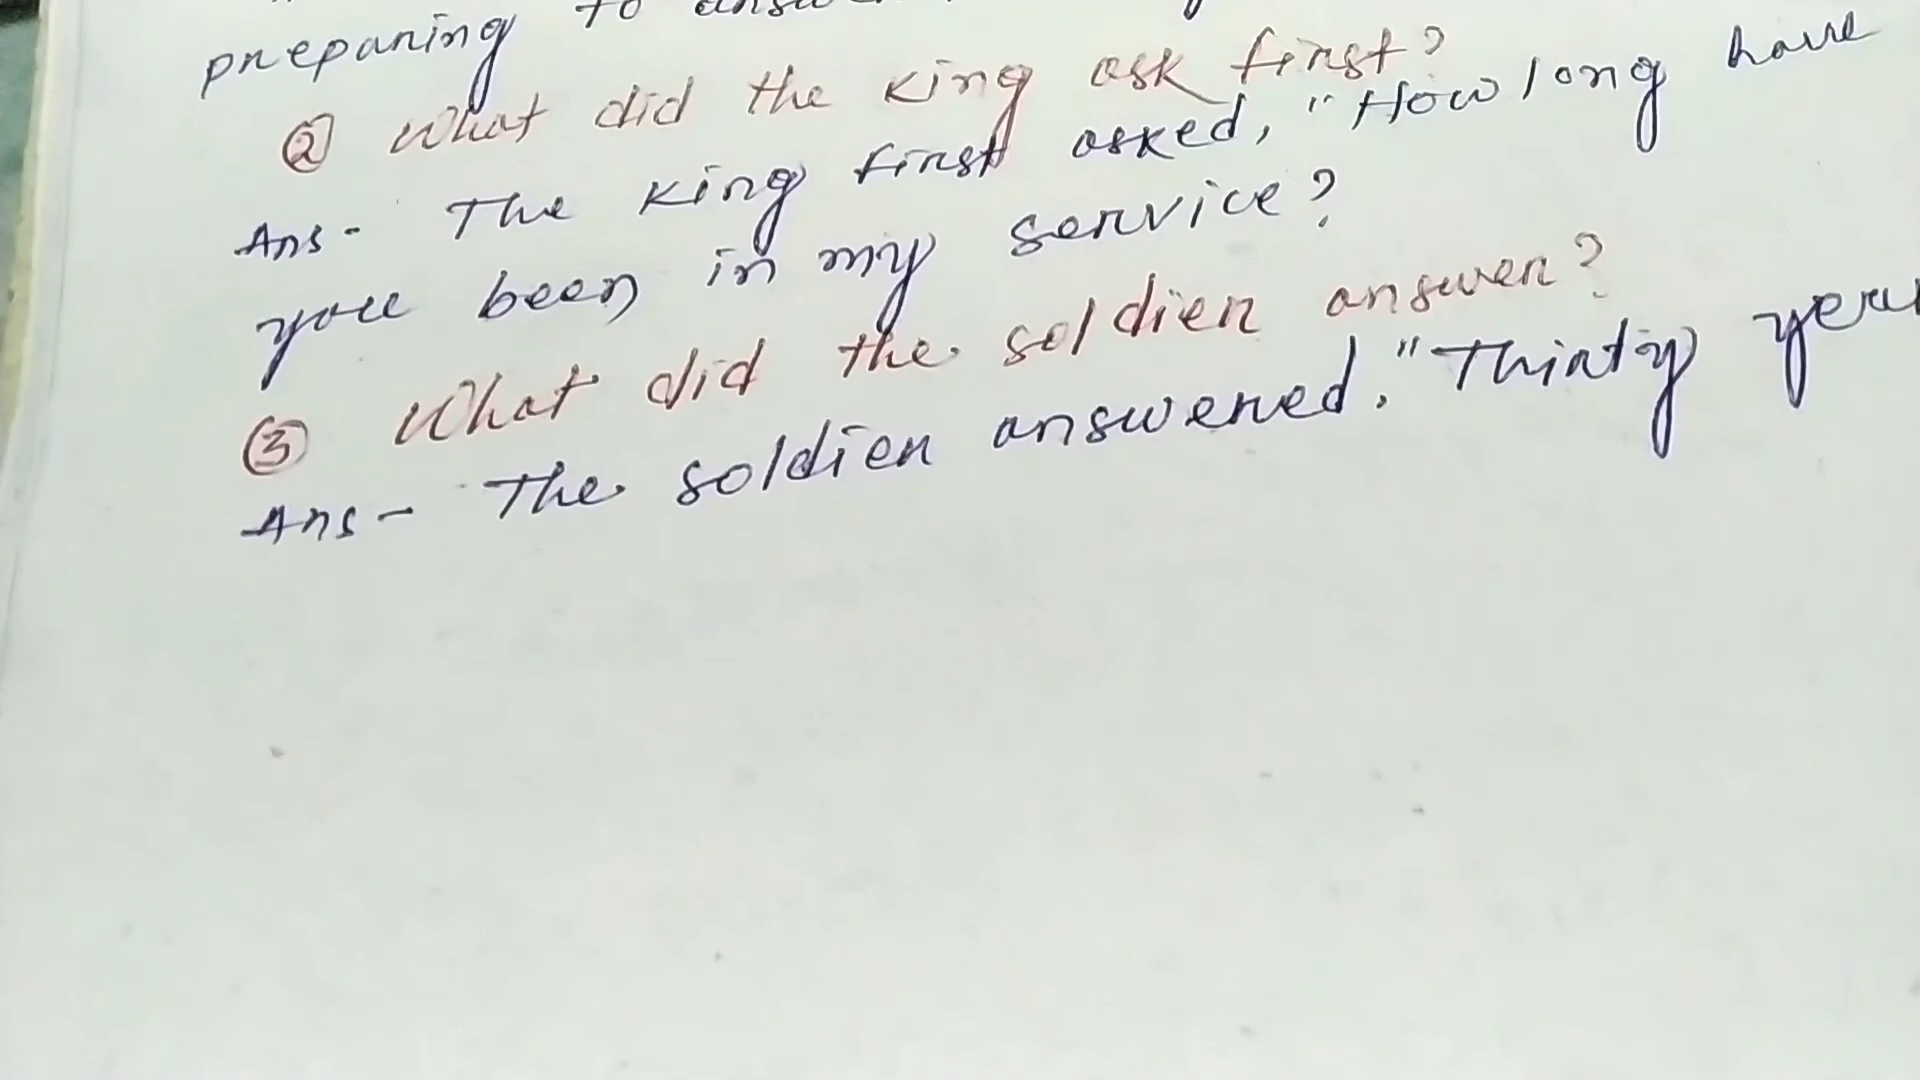 preparing to
② What did the king ask first?
Ans - The king first asked, "How long have
you been in my service?
③ What did the soldier answer?
Ans - The soldier answered, "Thirty